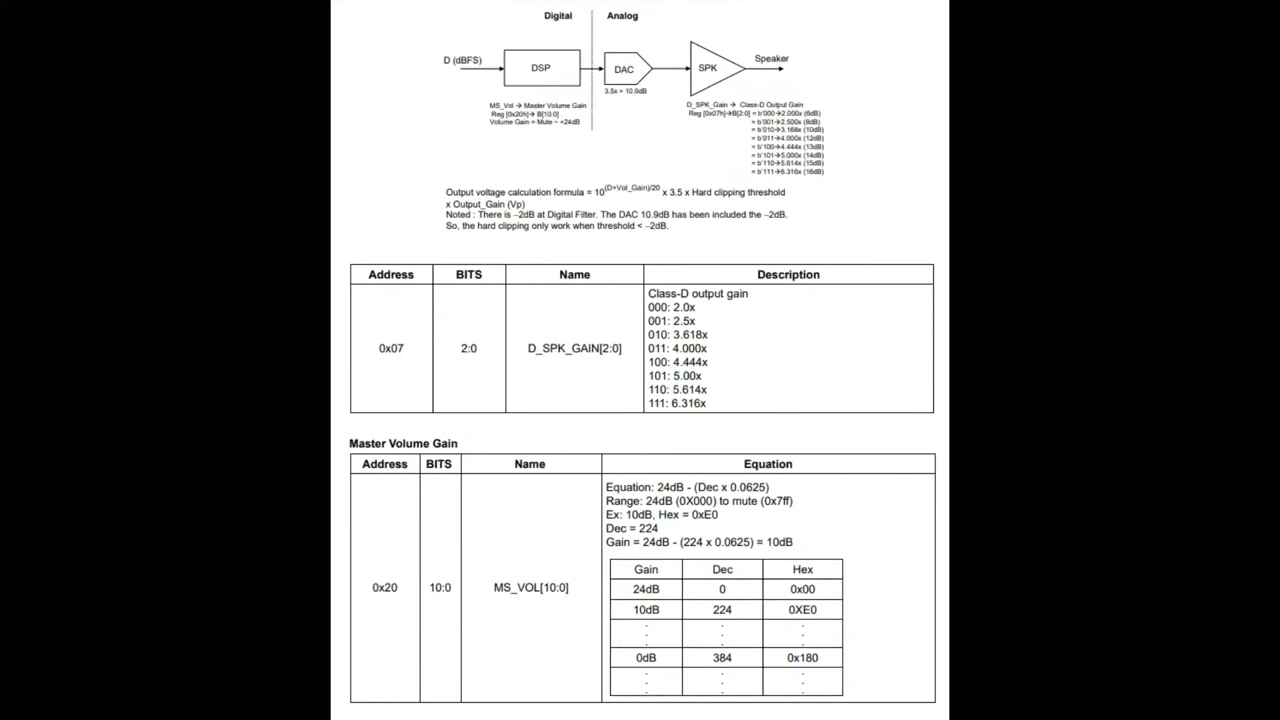 Digital Analog
D (dBFS) DSP DAC SPK Speaker
3.5x = 10.9dB
MS_Vol → Master Volume Gain
Reg [0x20h]→ B[10:0]
Volume Gain = Mute ~ +24dB
D_SPK_Gain → Class-D Output Gain
Reg [0x07h]→B[2:0] = b'000→2.000x (6dB)
= b'001→2.500x (8dB)
= b'010→3.168x (10dB)
= b'011→4.000x (12dB)
= b'100→4.444x (13dB)
= b'101→5.000x (14dB)
= b'110→5.614x (15dB)
= b'111→6.316x (16dB)
Output voltage calculation formula = 10(D+Vol_Gain)/20 x 3.5 x Hard clipping threshold
x Output_Gain (Vp)
Noted : There is −2dB at Digital Filter. The DAC 10.9dB has been included the −2dB.
So, the hard clipping only work when threshold < −2dB.
Address BITS Name Description
0x07 2:0 D_SPK_GAIN[2:0]
Class-D output gain
000: 2.0x
001: 2.5x
010: 3.618x
011: 4.000x
100: 4.444x
101: 5.00x
110: 5.614x
111: 6.316x
Master Volume Gain
Address BITS Name Equation
0x20 10:0 MS_VOL[10:0]
Equation: 24dB - (Dec x 0.0625)
Range: 24dB (0X000) to mute (0x7ff)
Ex: 10dB, Hex = 0xE0
Dec = 224
Gain = 24dB - (224 x 0.0625) = 10dB
Gain Dec Hex
24dB 0 0x00
10dB 224 0XE0
0dB 384 0x180